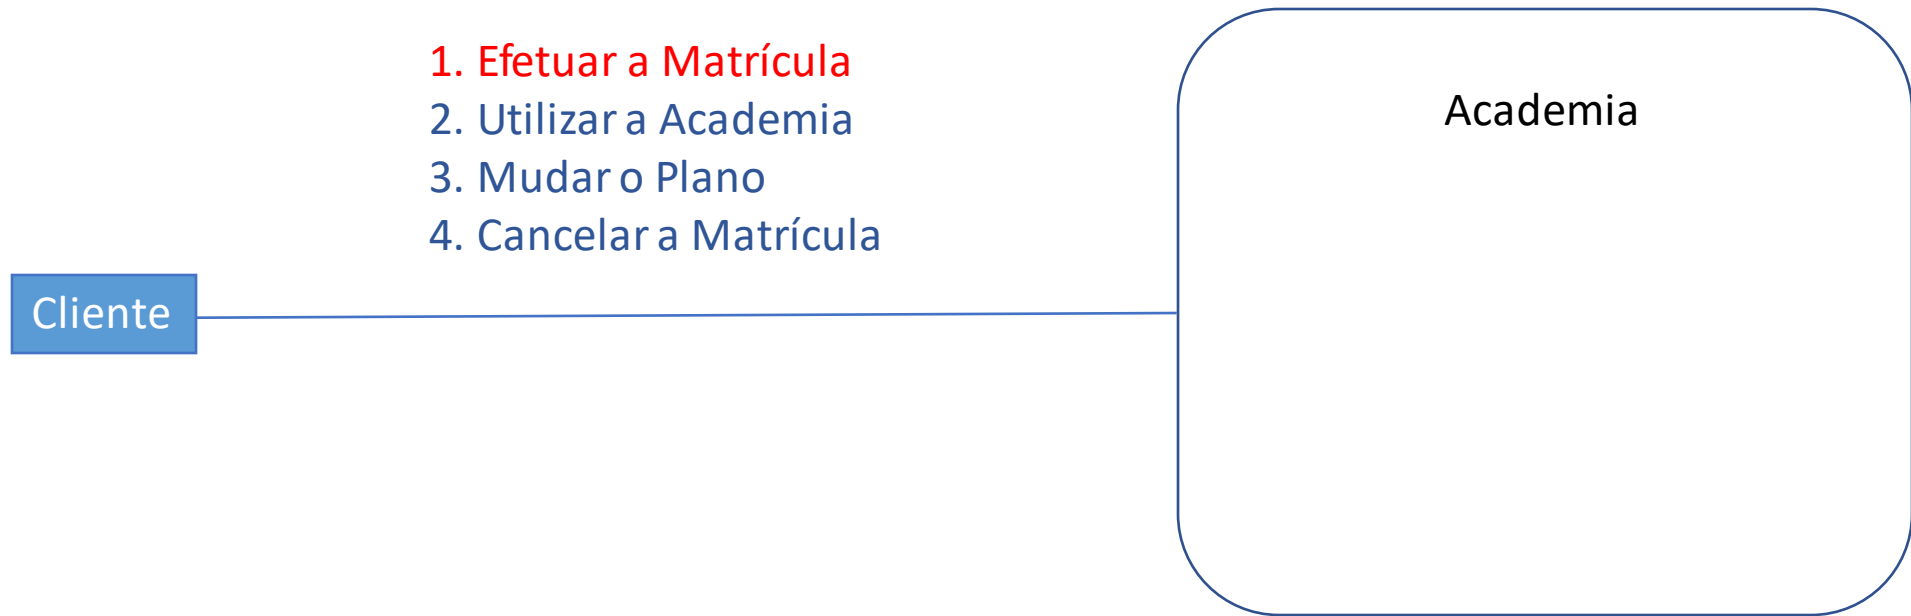 1. Efetuar a Matrícula
2. Utilizar a Academia
3. Mudar o Plano
4. Cancelar a Matrícula
Academia
Cliente